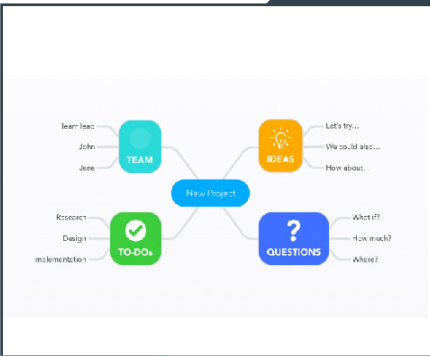 Team lead
John
Jane
TEAM
IDEAS
Let's try...
We could also...
How about...
New Project
Research
Design
Implementation
TO-DOs
QUESTIONS
What if?
How much?
Where?